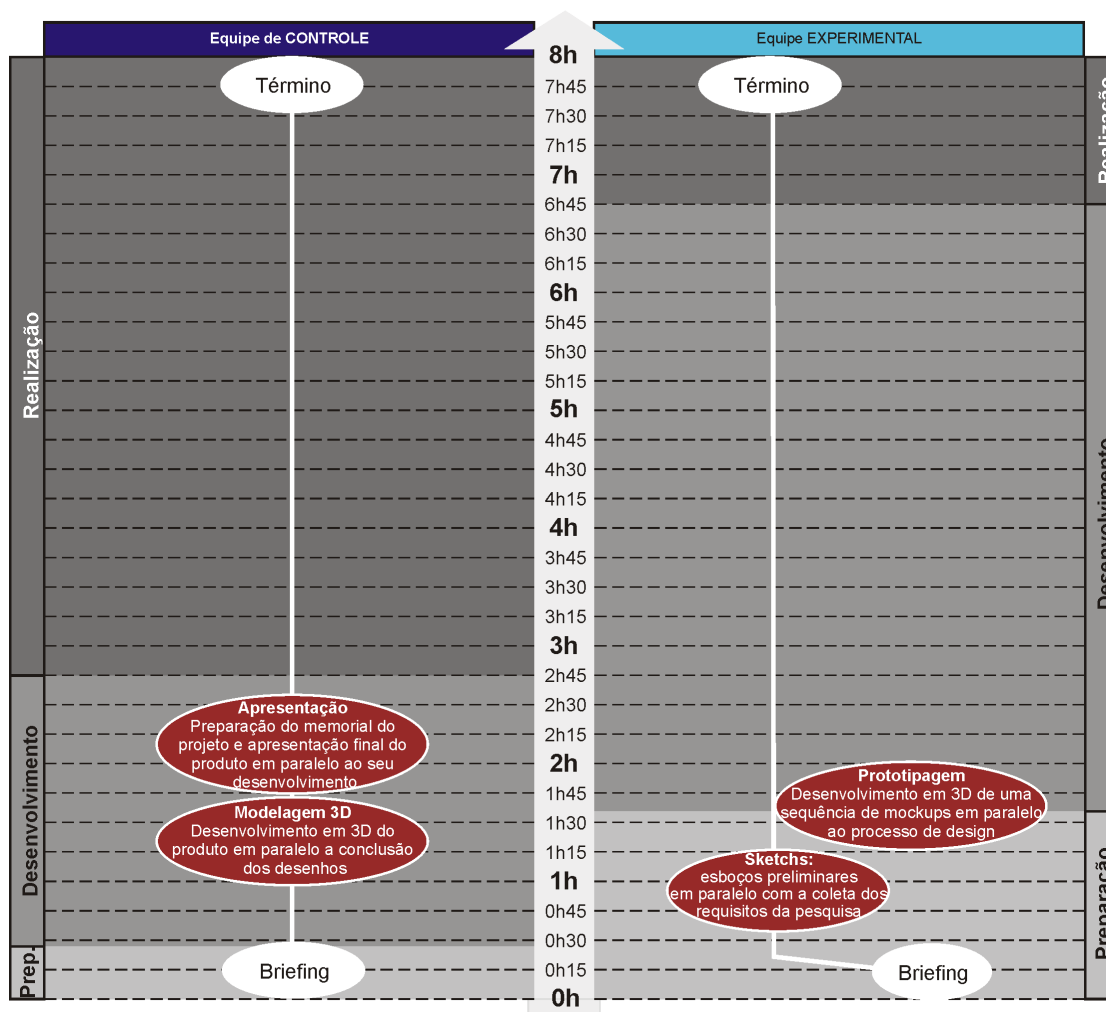 Equipe de CONTROLE
Equipe EXPERIMENTAL
8h
7h45
7h30
7h15
7h
6h45
6h30
6h15
6h
5h45
5h30
5h15
5h
4h45
4h30
4h15
4h
3h45
3h30
3h15
3h
2h45
2h30
2h15
2h
1h45
1h30
1h15
1h
0h45
0h30
0h15
0h
Realização
Desenvolvimento
Prep.
Término
Apresentação
Preparação do memorial do
projeto e apresentação final do
produto em paralelo ao seu
desenvolvimento
Modelagem 3D
Desenvolvimento em 3D do
produto em paralelo a conclusão
dos desenhos
Briefing
Término
Prototipagem
Desenvolvimento em 3D de uma
sequência de mockups em paralelo
ao processo de design
Sketchs:
esboços preliminares
em paralelo com a coleta dos
requisitos da pesquisa
Briefing
Realização
Desenvolvimento
Preparação